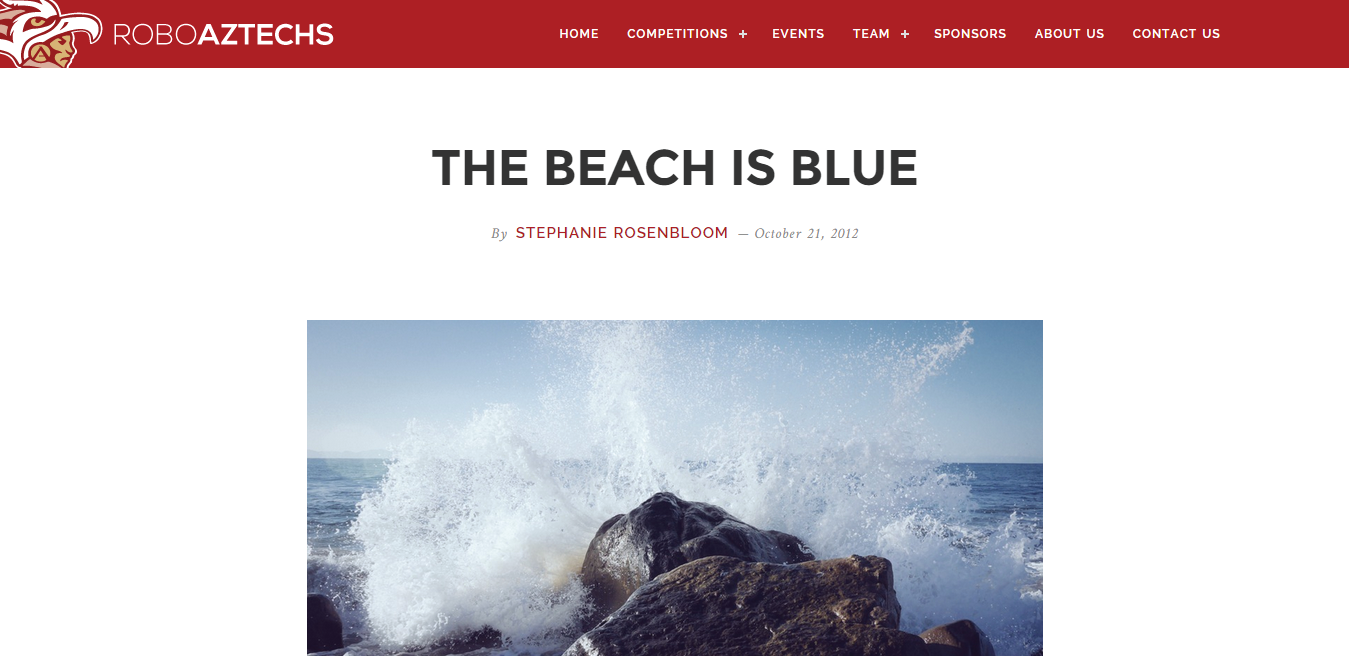 ROBOAZTECHS HOME COMPETITIONS + EVENTS TEAM + SPONSORS ABOUT US CONTACT US
THE BEACH IS BLUE
By STEPHANIE ROSENBLOOM — October 21, 2012